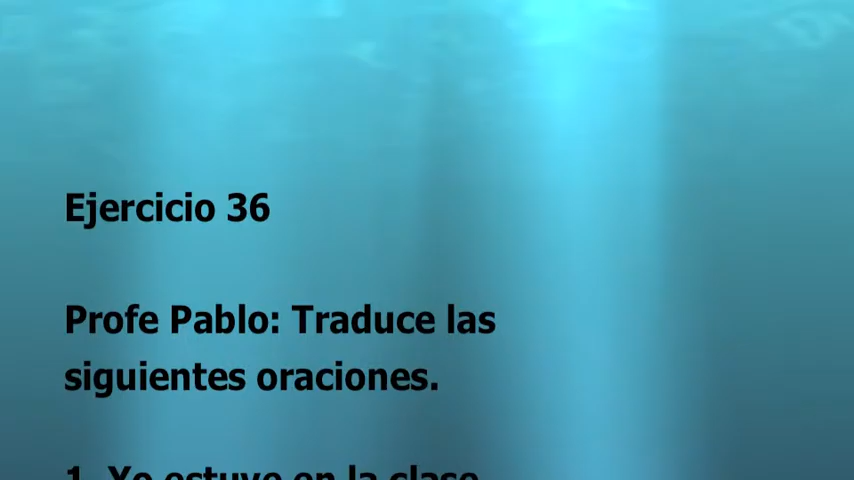 Ejercicio 36
Profe Pablo: Traduce las
siguientes oraciones.
1. Yo estuve en la clase